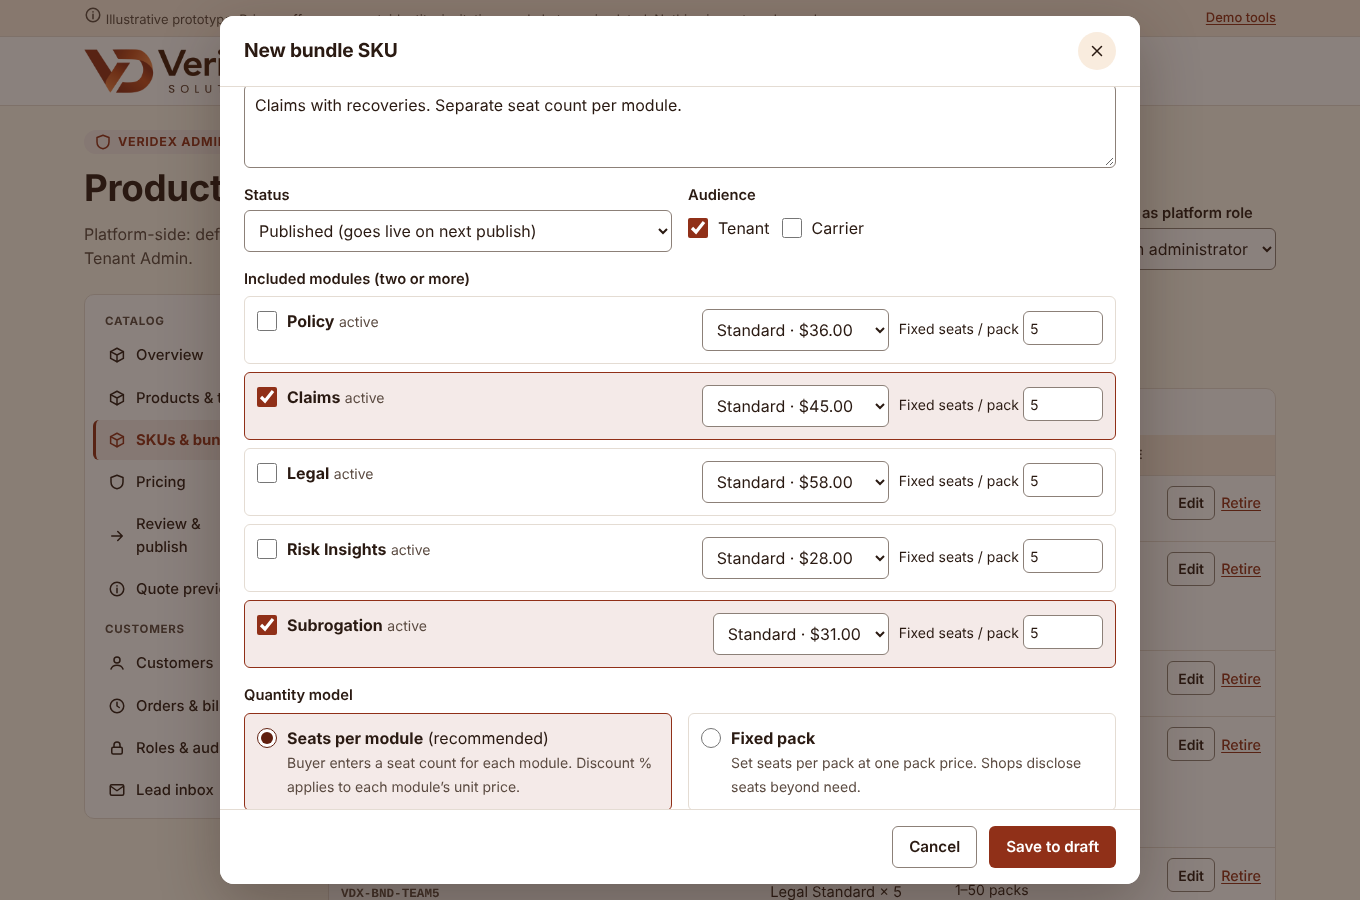 Illustrative prototyp
Demo tools
Veri
SOLUT
VERIDEX ADMI
Product
Platform-side: def
Tenant Admin.
as platform role
administrator
CATALOG
Overview
Products & t
SKUs & bun
Pricing
Review &
publish
Quote previ
CUSTOMERS
Customers
Orders & bil
Roles & aud
Lead inbox
New bundle SKU
Claims with recoveries. Separate seat count per module.
Status
Audience
Published (goes live on next publish)
Tenant
Carrier
Included modules (two or more)
Policy active
Standard · $36.00
Fixed seats / pack 5
Claims active
Standard · $45.00
Fixed seats / pack 5
Legal active
Standard · $58.00
Fixed seats / pack 5
Risk Insights active
Standard · $28.00
Fixed seats / pack 5
Subrogation active
Standard · $31.00
Fixed seats / pack 5
Quantity model
Seats per module (recommended)
Buyer enters a seat count for each module. Discount %
applies to each module’s unit price.
Fixed pack
Set seats per pack at one pack price. Shops disclose
seats beyond need.
Cancel
Save to draft
Edit Retire
Edit Retire
Edit Retire
Edit Retire
Edit Retire
VDX-BND-TEAM5
Legal Standard × 5
1–50 packs